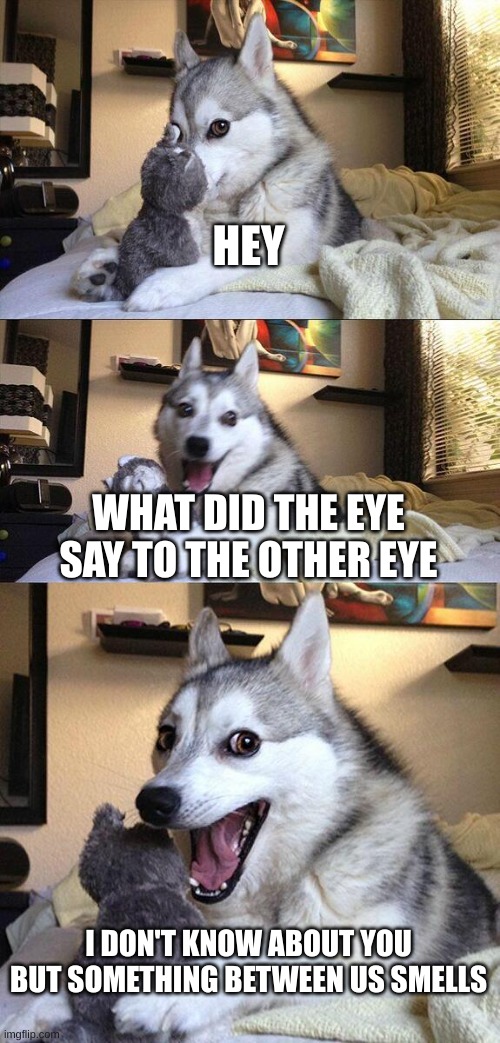 HEY
WHAT DID THE EYE
SAY TO THE OTHER EYE
I DON'T KNOW ABOUT YOU
BUT SOMETHING BETWEEN US SMELLS
imgflip.com